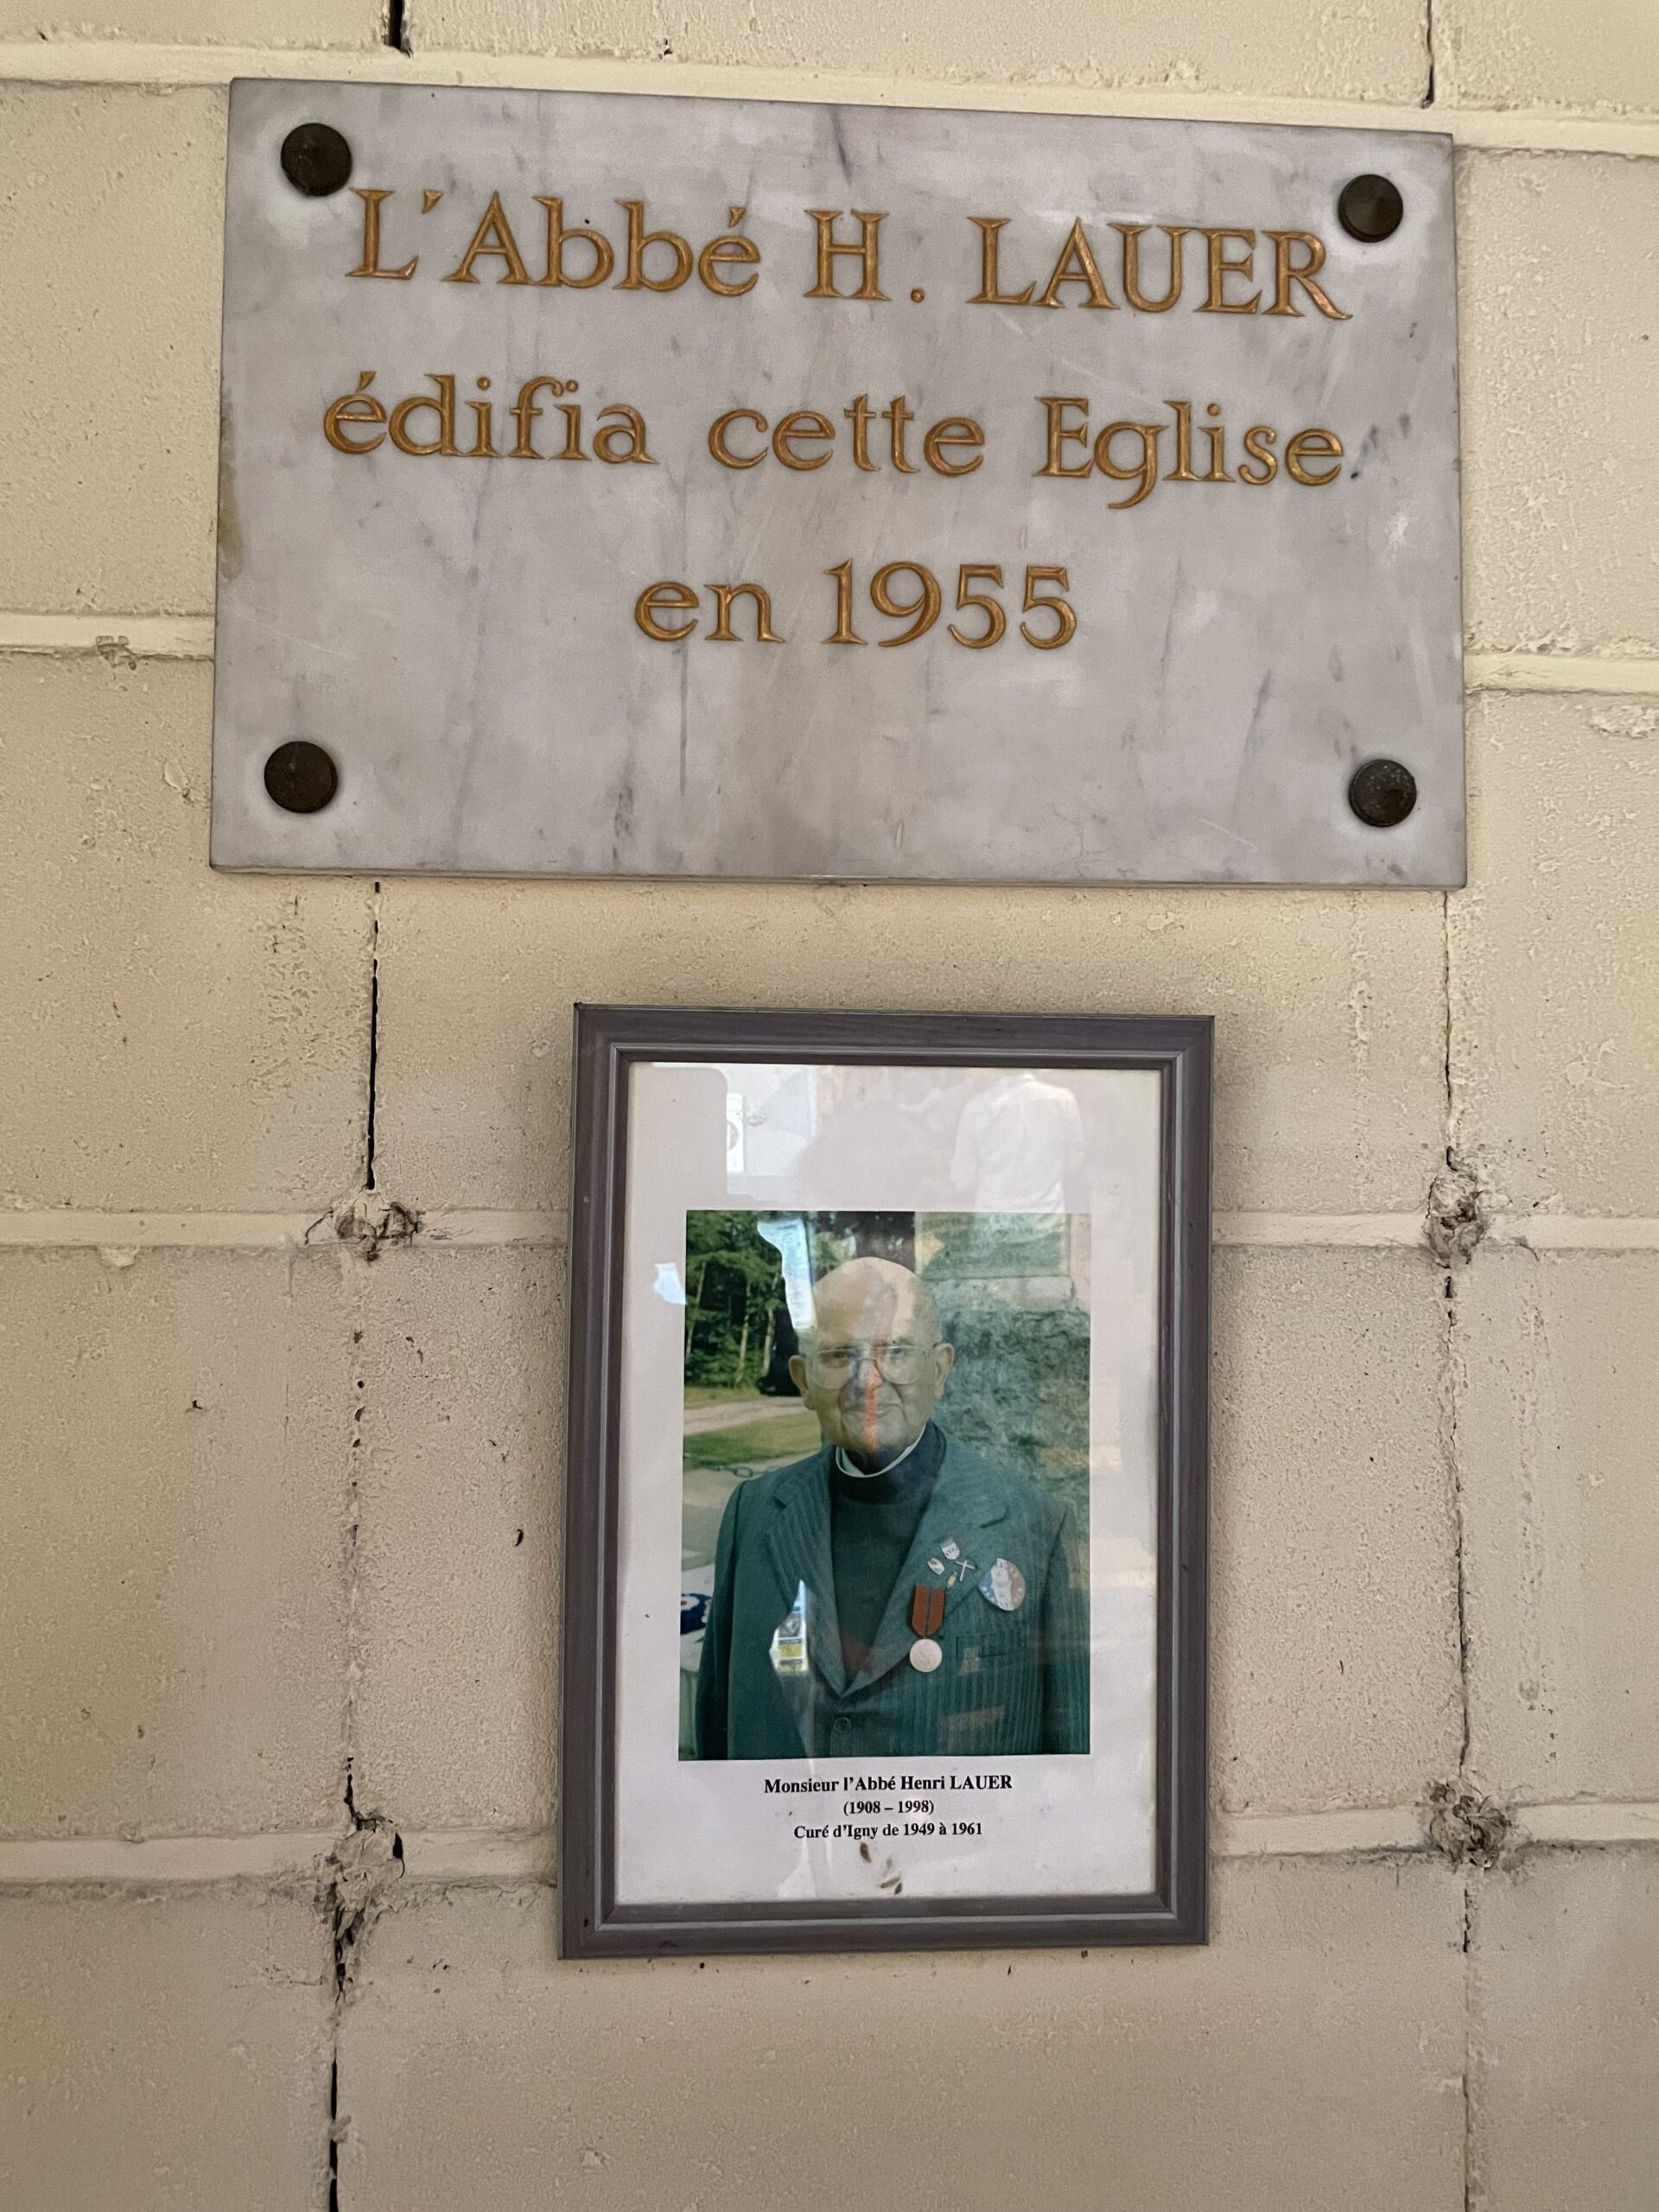 L'Abbé H. LAUER
édifia cette Eglise
en 1955
Monsieur l'Abbé Henri LAUER
(1908 – 1998)
Curé d'Igny de 1949 à 1961